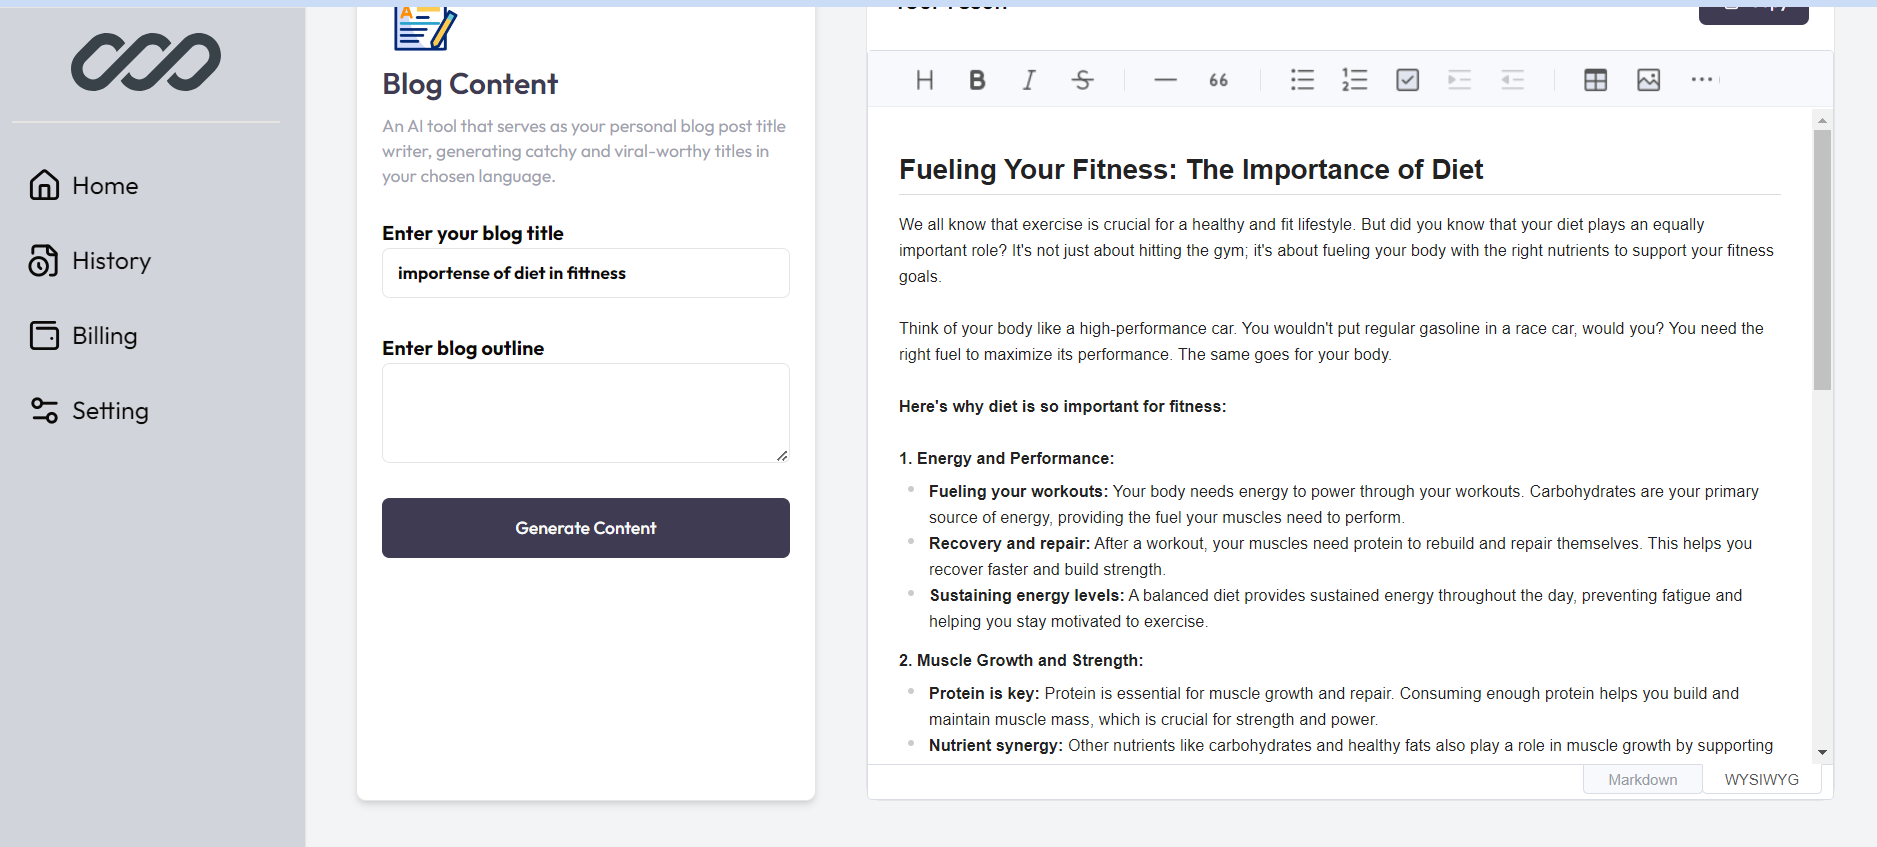 Home
History
Billing
Setting
Blog Content
An AI tool that serves as your personal blog post title
writer, generating catchy and viral-worthy titles in
your chosen language.
Enter your blog title
importense of diet in fittness
Enter blog outline
Generate Content
Fueling Your Fitness: The Importance of Diet
We all know that exercise is crucial for a healthy and fit lifestyle. But did you know that your diet plays an equally
important role? It's not just about hitting the gym; it's about fueling your body with the right nutrients to support your fitness
goals.
Think of your body like a high-performance car. You wouldn't put regular gasoline in a race car, would you? You need the
right fuel to maximize its performance. The same goes for your body.
Here's why diet is so important for fitness:
1. Energy and Performance:
Fueling your workouts: Your body needs energy to power through your workouts. Carbohydrates are your primary
source of energy, providing the fuel your muscles need to perform.
Recovery and repair: After a workout, your muscles need protein to rebuild and repair themselves. This helps you
recover faster and build strength.
Sustaining energy levels: A balanced diet provides sustained energy throughout the day, preventing fatigue and
helping you stay motivated to exercise.
2. Muscle Growth and Strength:
Protein is key: Protein is essential for muscle growth and repair. Consuming enough protein helps you build and
maintain muscle mass, which is crucial for strength and power.
Nutrient synergy: Other nutrients like carbohydrates and healthy fats also play a role in muscle growth by supporting
Markdown
WYSIWYG